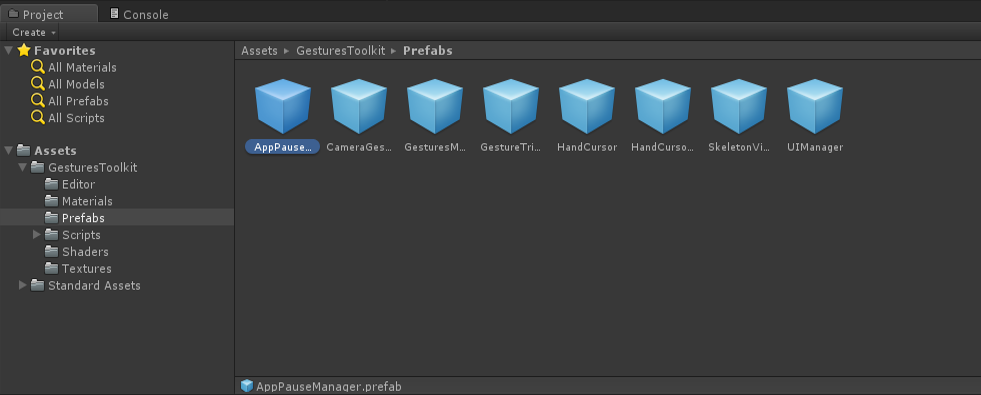 Project Console
Create
Favorites
All Materials
All Models
All Prefabs
All Scripts
Assets
GesturesToolkit
Editor
Materials
Prefabs
Scripts
Shaders
Textures
Standard Assets
Assets ▸ GesturesToolkit ▸ Prefabs
AppPause... CameraGes... GesturesM... GestureTri... HandCursor HandCurso... SkeletonVi... UIManager
AppPauseManager.prefab